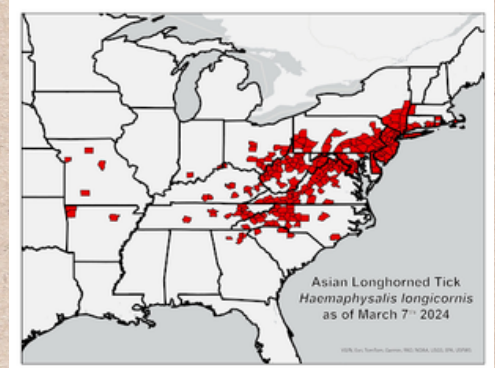 Asian Longhorned Tick
Haemaphysalis longicornis
as of March 7th 2024